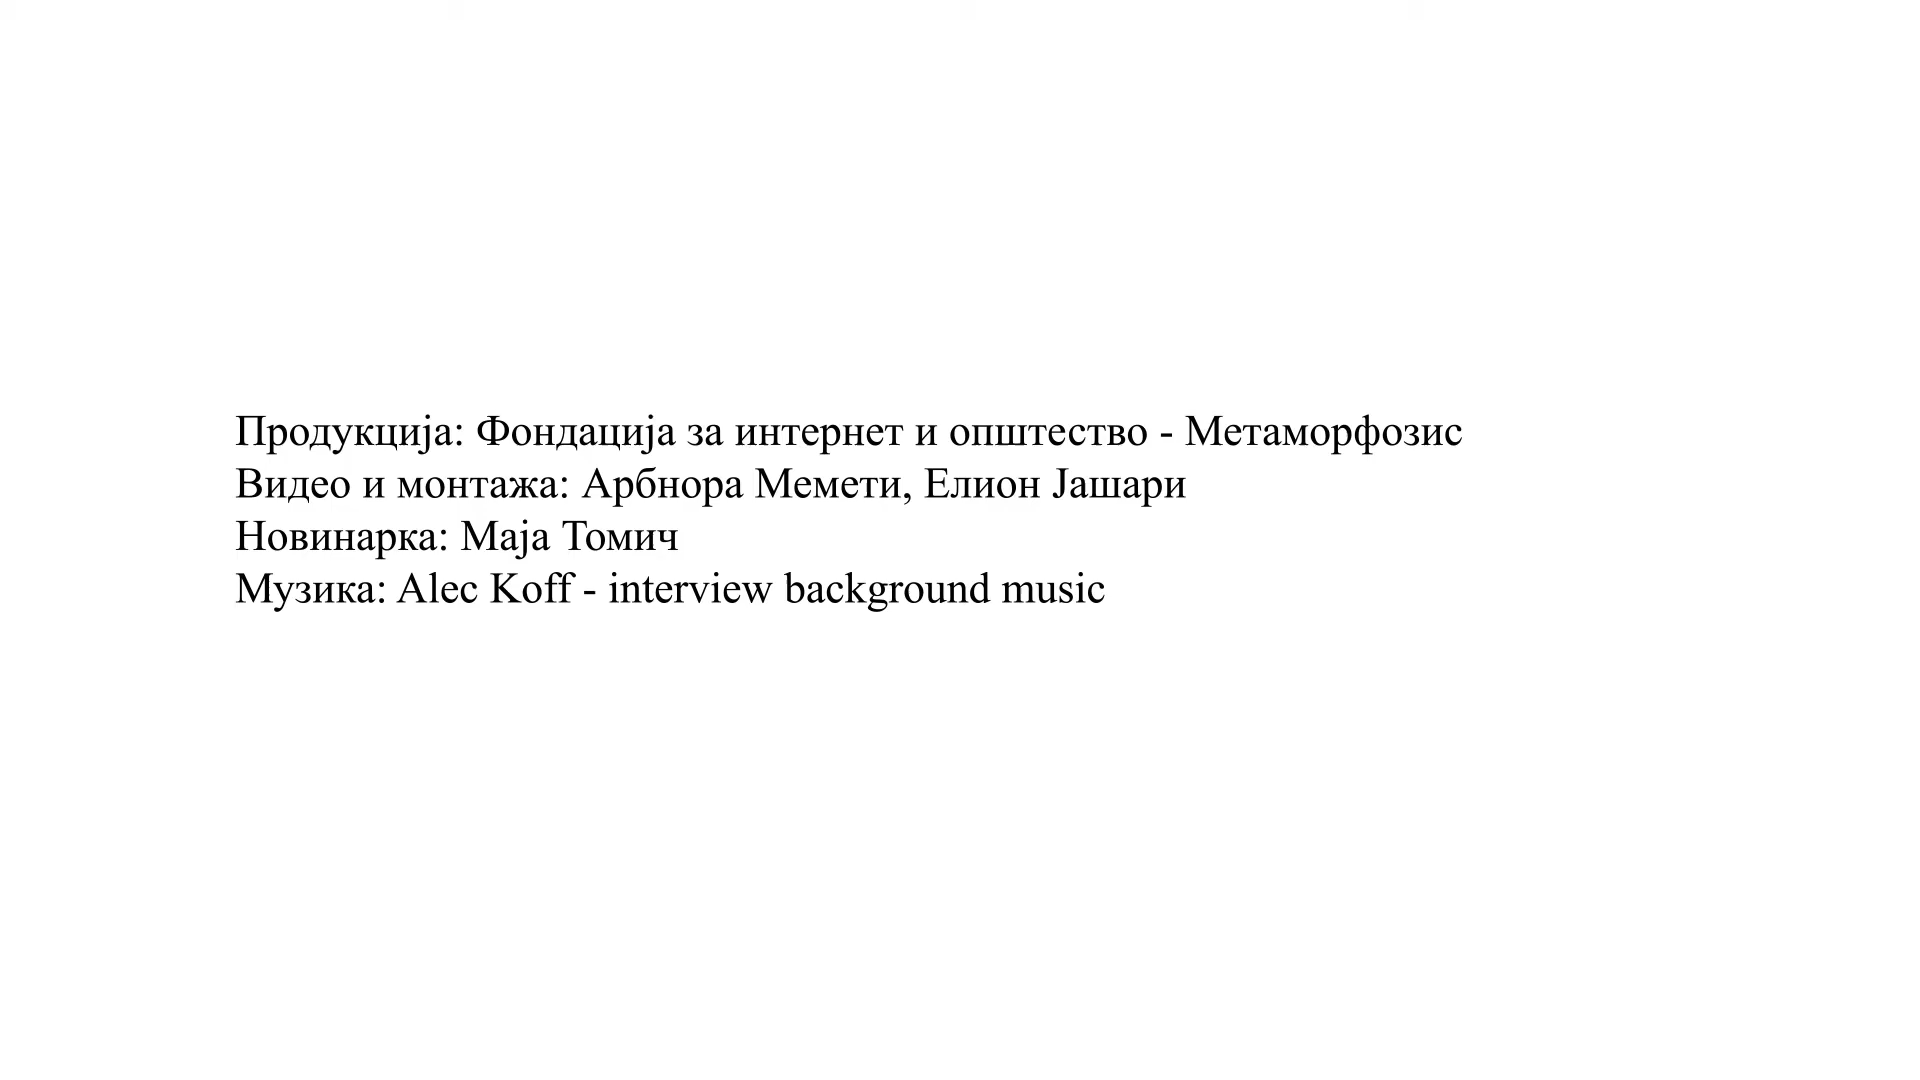 Продукција: Фондација за интернет и општество - Метаморфозис
Видео и монтажа: Арбнора Мемети, Елион Јашари
Новинарка: Маја Томич
Музика: Alec Koff - interview background music